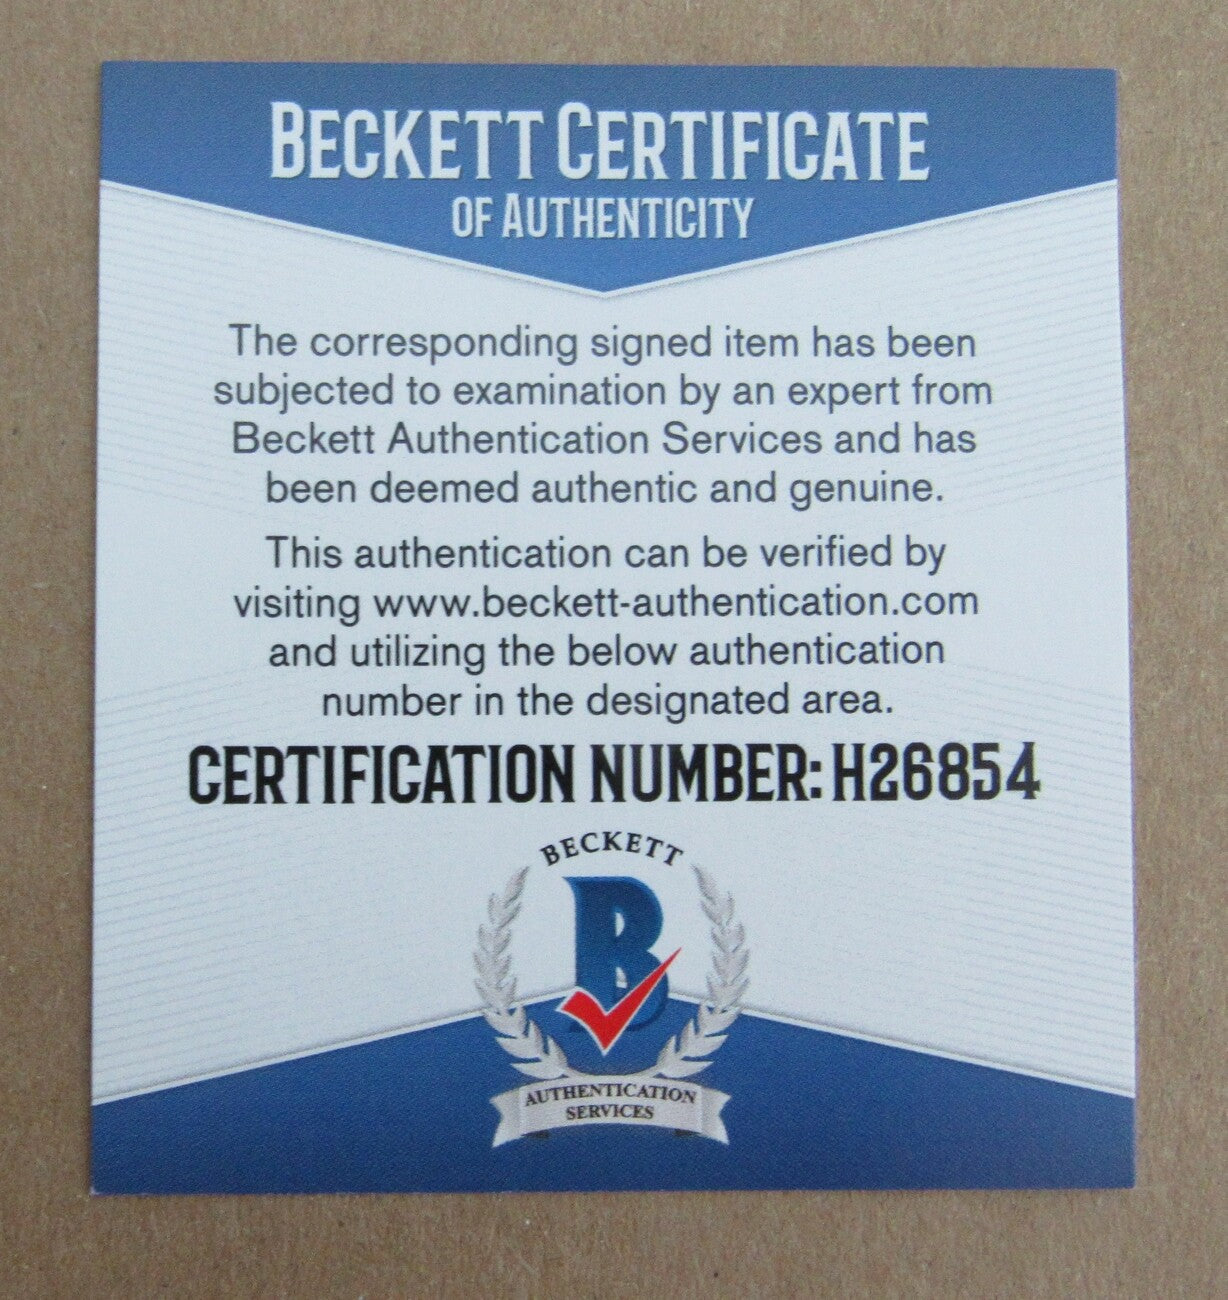 BECKETT CERTIFICATE
OF AUTHENTICITY
The corresponding signed item has been
subjected to examination by an expert from
Beckett Authentication Services and has
been deemed authentic and genuine.
This authentication can be verified by
visiting www.beckett-authentication.com
and utilizing the below authentication
number in the designated area.
CERTIFICATION NUMBER: H26854
BECKETT
B
AUTHENTICATION
SERVICES